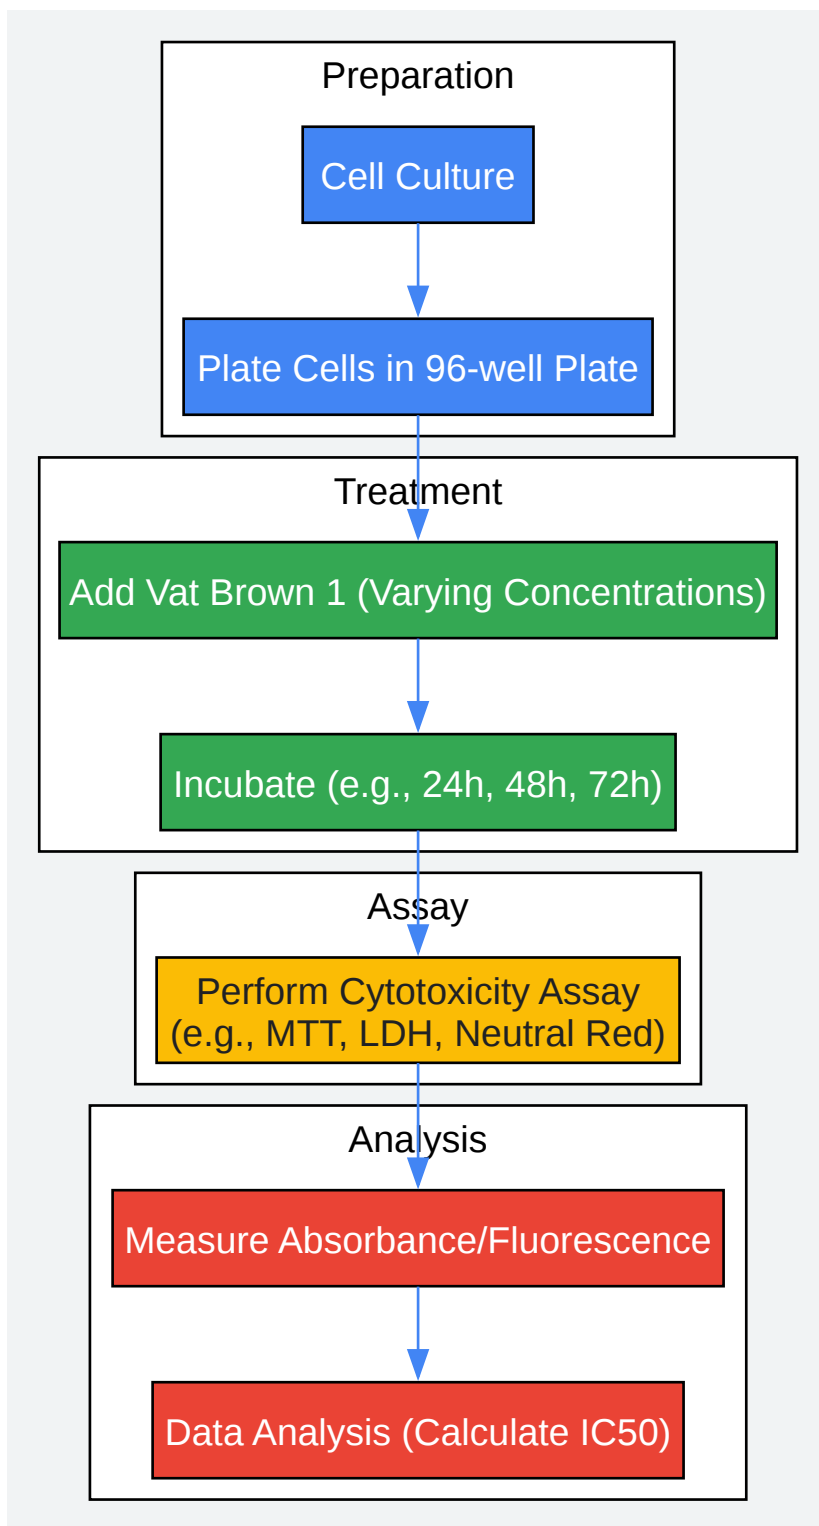 Preparation
Cell Culture
Plate Cells in 96-well Plate
Treatment
Add Vat Brown 1 (Varying Concentrations)
Incubate (e.g., 24h, 48h, 72h)
Assay
Perform Cytotoxicity Assay
(e.g., MTT, LDH, Neutral Red)
Analysis
Measure Absorbance/Fluorescence
Data Analysis (Calculate IC50)